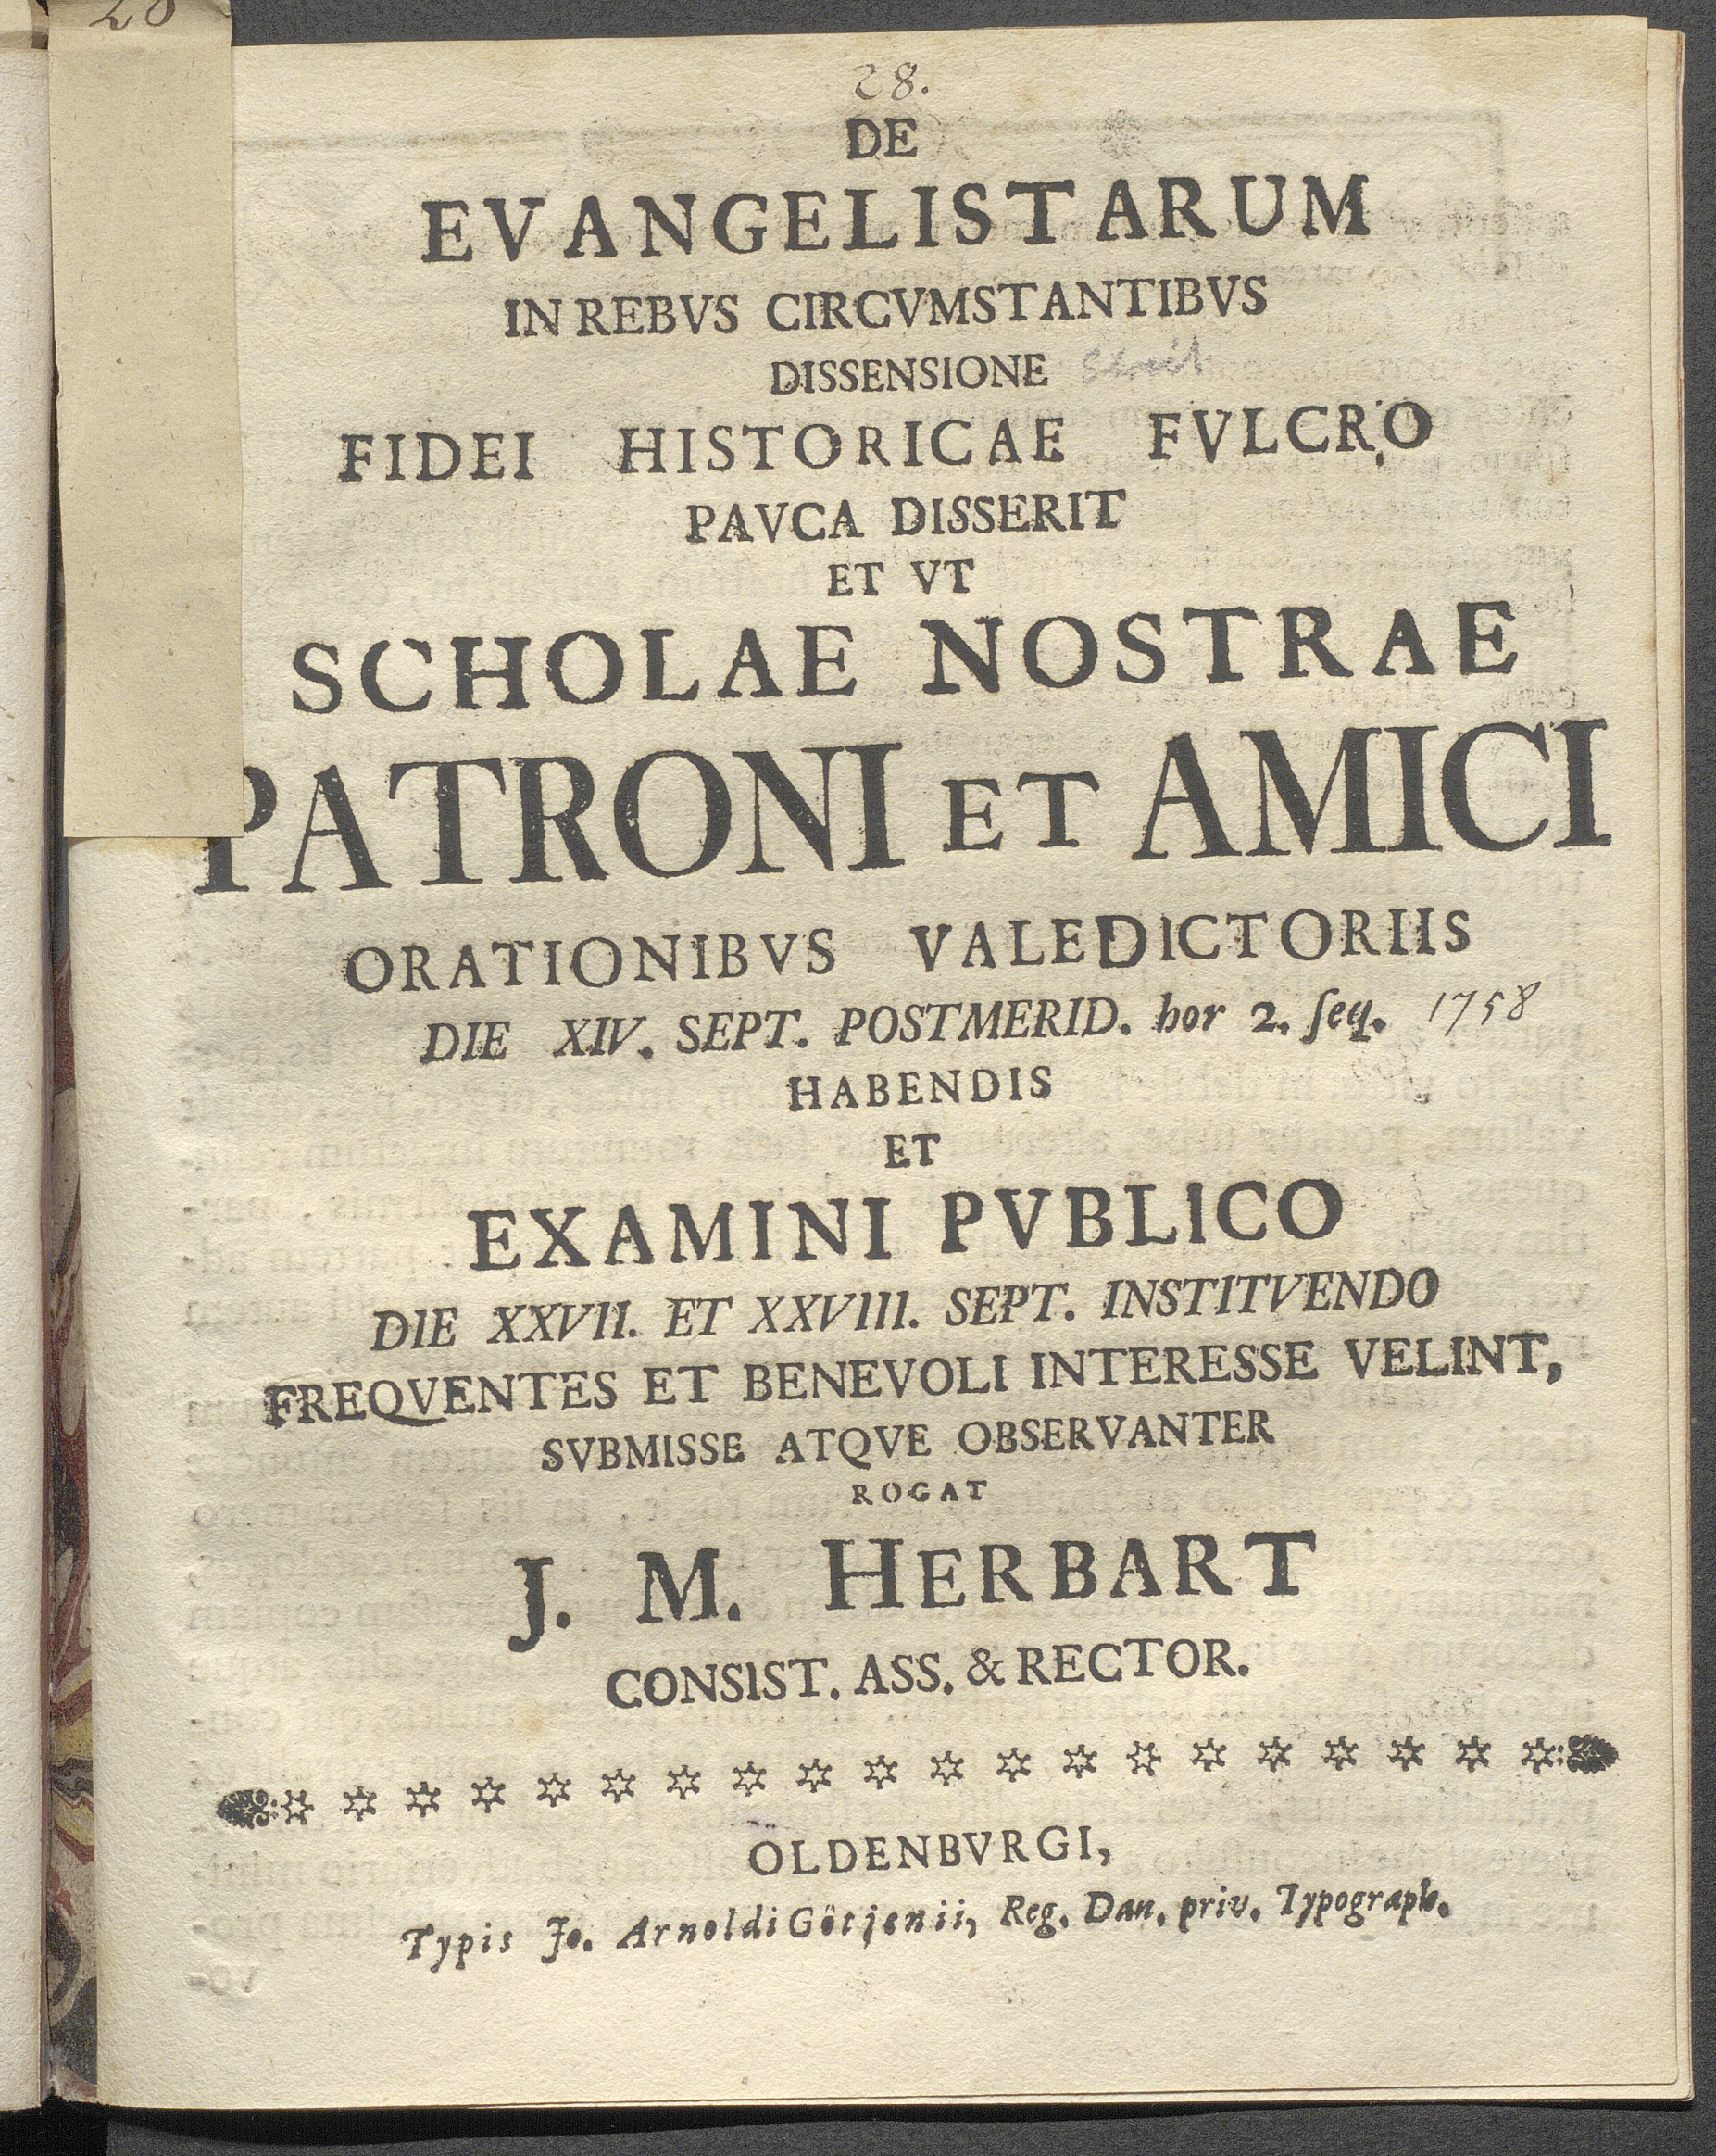 28.
DE
EVANGELISTARUM
IN REBVS CIRCVMSTANTIBVS
DISSENSIONE
FIDEI HISTORICAE FVLCRO
PAVCA DISSERIT
ET VT
SCHOLAE NOSTRAE
PATRONI ET AMICI
ORATIONIBVS VALEDICTORIIS
DIE XIV. SEPT. POSTMERID. hor 2. ſeq. 1758
HABENDIS
ET
EXAMINI PVBLICO
DIE XXVII. ET XXVIII. SEPT. INSTITVENDO
FREQVENTES ET BENEVOLI INTERESSE VELINT,
SVBMISSE ATQVE OBSERVANTER
ROGAT
J. M. HERBART
CONSIST. ASS. & RECTOR.
OLDENBVRGI,
Typis Jo. Arnoldi Götjenii, Reg. Dan. priv. Typograph.